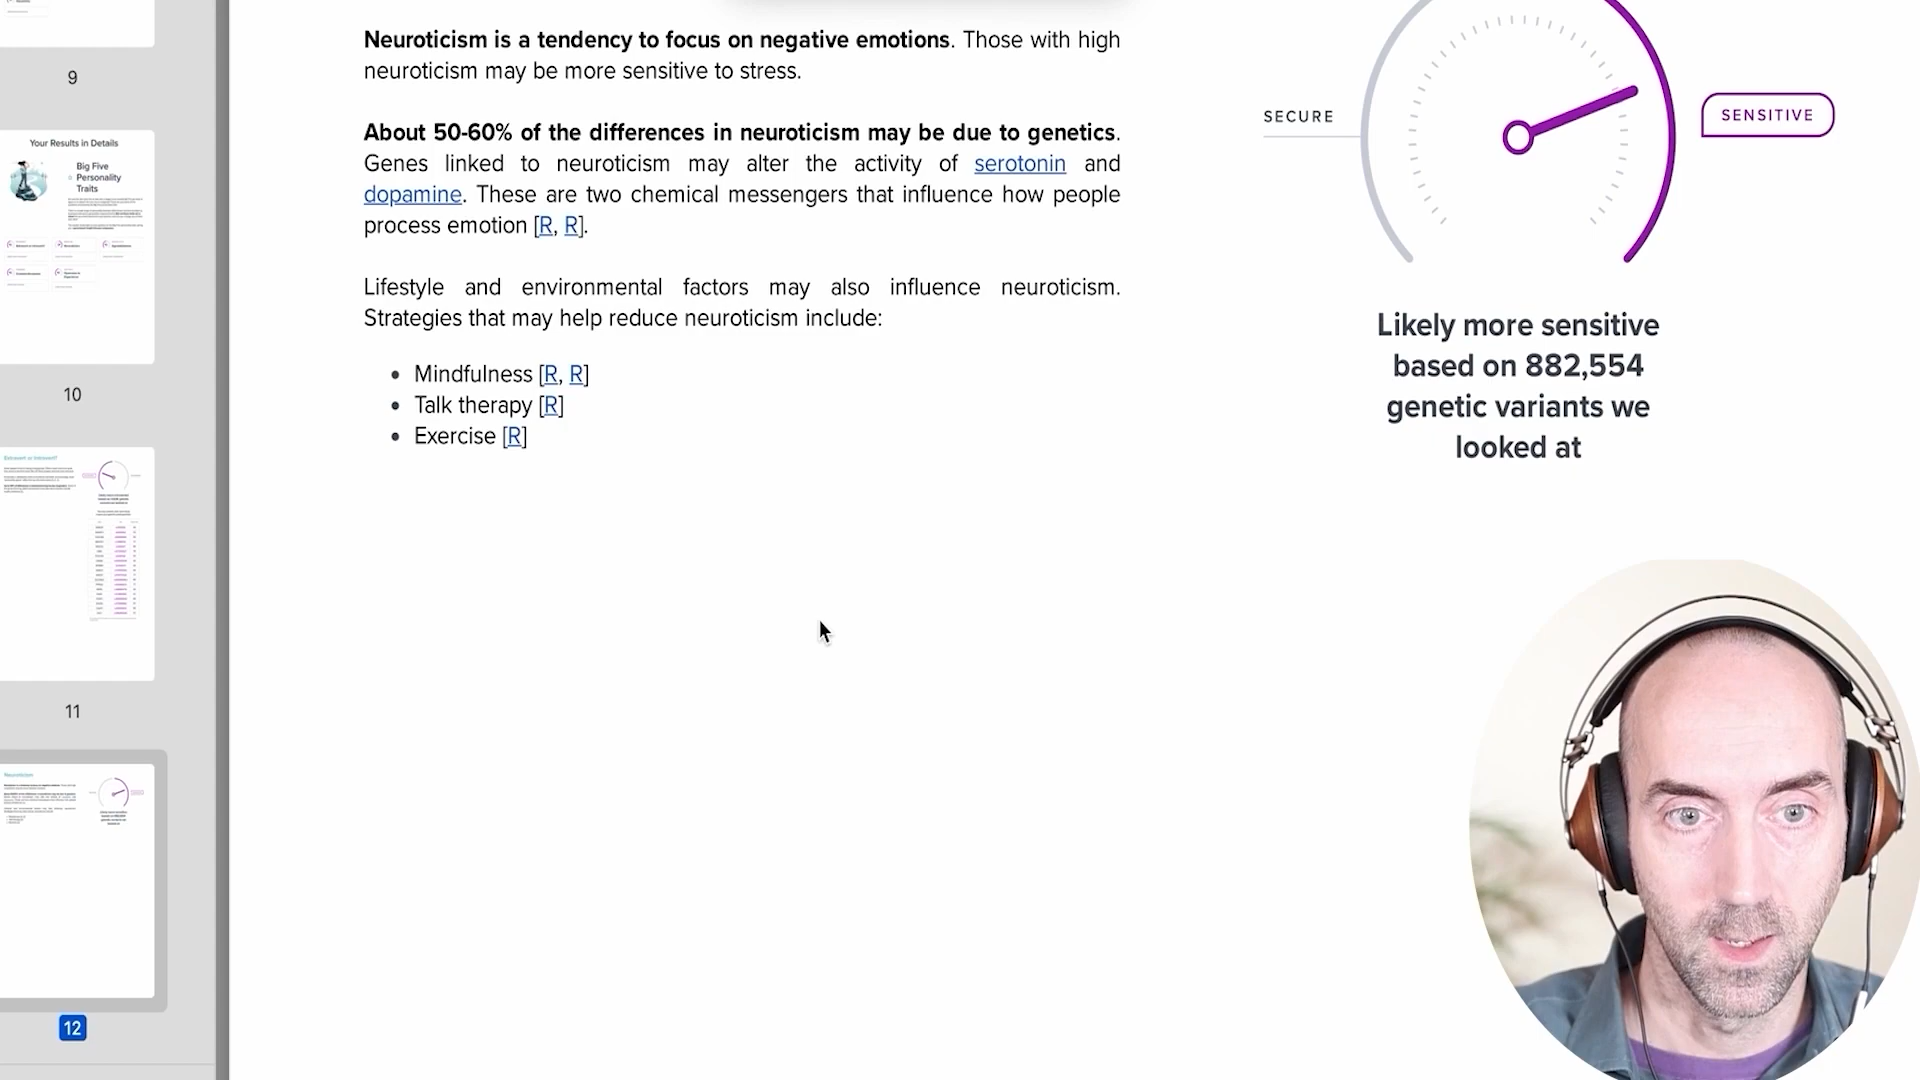 9
Your Results in Details
Big Five
Personality
Traits
10
Extravert or Introvert?
11
Neuroticism
12
Neuroticism is a tendency to focus on negative emotions. Those with high
neuroticism may be more sensitive to stress.
About 50-60% of the differences in neuroticism may be due to genetics.
Genes linked to neuroticism may alter the activity of serotonin and
dopamine. These are two chemical messengers that influence how people
process emotion [R, R].
Lifestyle and environmental factors may also influence neuroticism.
Strategies that may help reduce neuroticism include:
• Mindfulness [R, R]
• Talk therapy [R]
• Exercise [R]
SECURE
SENSITIVE
Likely more sensitive
based on 882,554
genetic variants we
looked at